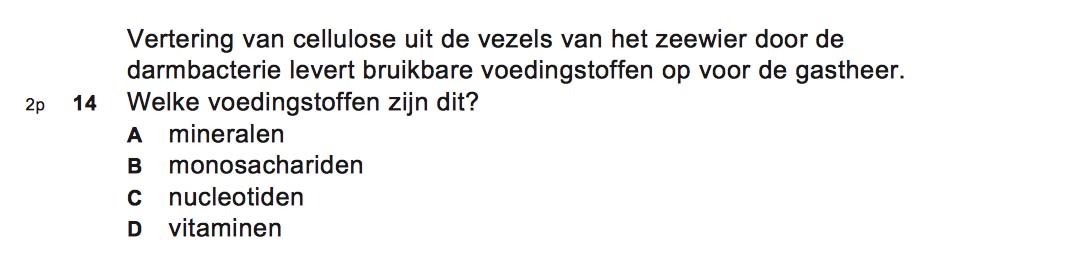 Vertering van cellulose uit de vezels van het zeewier door de
darmbacterie levert bruikbare voedingstoffen op voor de gastheer.
2p 14 Welke voedingstoffen zijn dit?
A mineralen
B monosachariden
C nucleotiden
D vitaminen